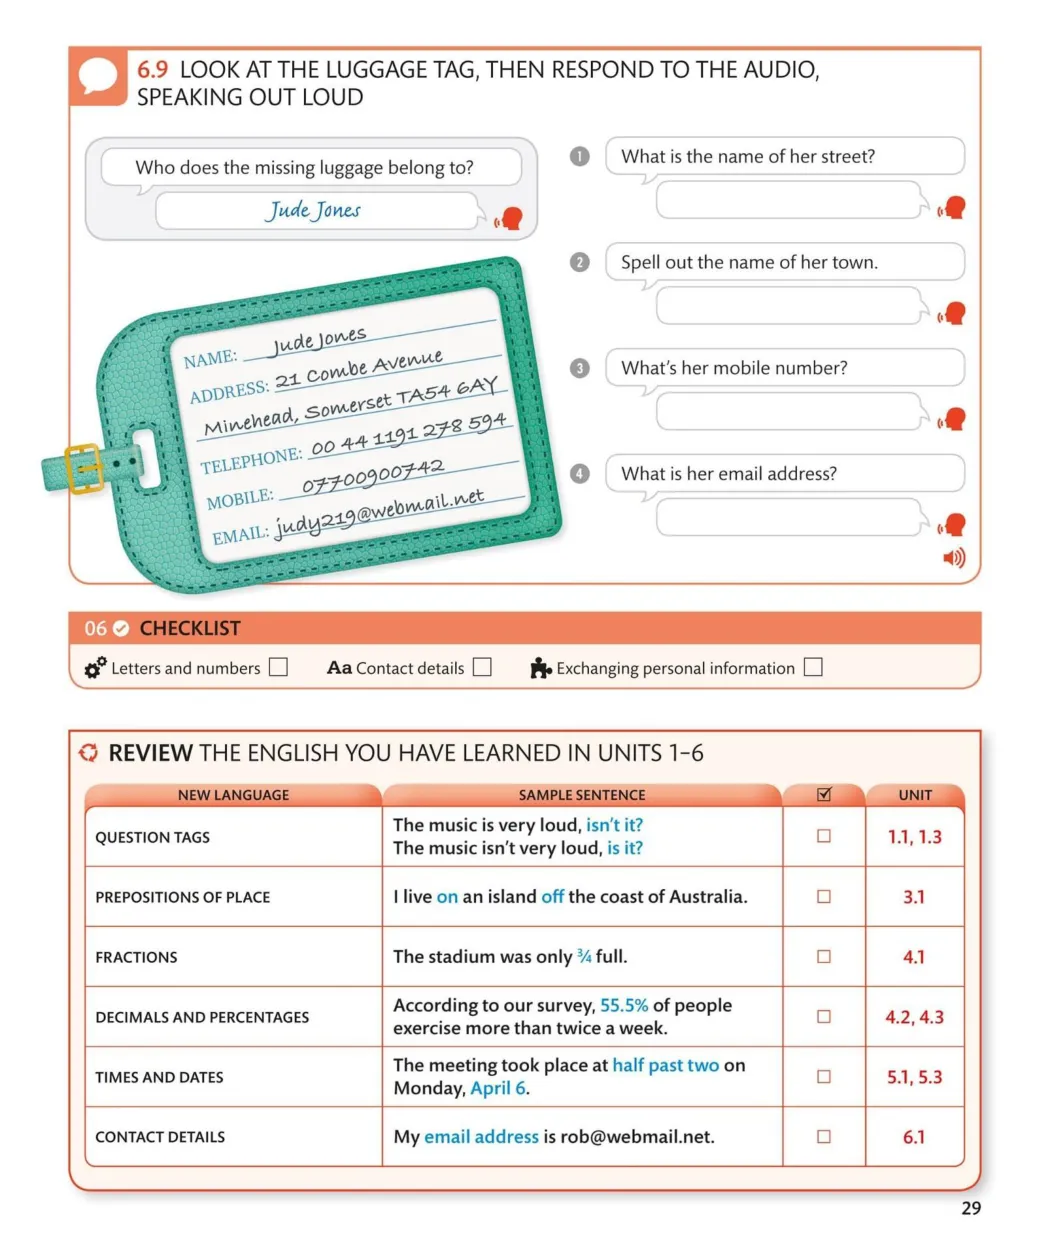 6.9 LOOK AT THE LUGGAGE TAG, THEN RESPOND TO THE AUDIO,
SPEAKING OUT LOUD
Who does the missing luggage belong to?
Jude Jones
NAME: Jude Jones
ADDRESS: 21 Combe Avenue
Minehead, Somerset TA54 6AY
TELEPHONE: 00 44 1191 278 594
MOBILE: 07700900742
EMAIL: judy219@webmail.net
1 What is the name of her street?
2 Spell out the name of her town.
3 What's her mobile number?
4 What is her email address?
06 CHECKLIST
Letters and numbers Aa Contact details Exchanging personal information
REVIEW THE ENGLISH YOU HAVE LEARNED IN UNITS 1–6
NEW LANGUAGE SAMPLE SENTENCE UNIT
QUESTION TAGS
The music is very loud, isn't it?
The music isn't very loud, is it?
1.1, 1.3
PREPOSITIONS OF PLACE I live on an island off the coast of Australia. 3.1
FRACTIONS The stadium was only ¾ full. 4.1
DECIMALS AND PERCENTAGES
According to our survey, 55.5% of people
exercise more than twice a week.
4.2, 4.3
TIMES AND DATES
The meeting took place at half past two on
Monday, April 6.
5.1, 5.3
CONTACT DETAILS My email address is rob@webmail.net. 6.1
29